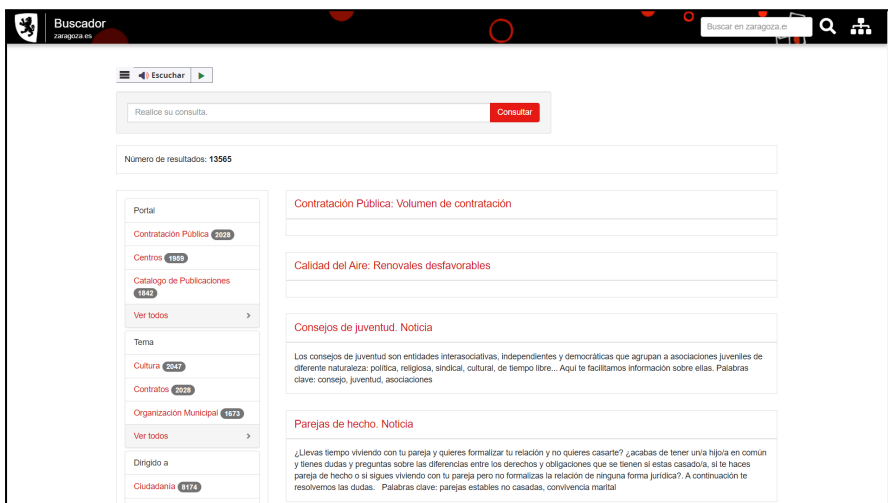 Buscador
zaragoza.es
Buscar en zaragoza.es
Escuchar
Realice su consulta.
Consultar
Número de resultados: 13565
Portal
Contratación Pública 2028
Centros 1989
Catalogo de Publicaciones
1842
Ver todos
Tema
Cultura 2047
Contratos 2028
Organización Municipal 1673
Ver todos
Dirigido a
Ciudadanía 8174
Contratación Pública: Volumen de contratación
Calidad del Aire: Renovales desfavorables
Consejos de juventud. Noticia
Los consejos de juventud son entidades interasociativas, independientes y democráticas que agrupan a asociaciones juveniles de
diferente naturaleza: política, religiosa, sindical, cultural, de tiempo libre... Aquí te facilitamos información sobre ellas. Palabras
clave: consejo, juventud, asociaciones
Parejas de hecho. Noticia
¿Llevas tiempo viviendo con tu pareja y quieres formalizar tu relación y no quieres casarte? ¿acabas de tener un/a hijo/a en común
y tienes dudas y preguntas sobre las diferencias entre los derechos y obligaciones que se tienen si estas casado/a, si te haces
pareja de hecho o si sigues viviendo con tu pareja pero no formalizas la relación de ninguna forma jurídica?. A continuación te
resolvemos las dudas. Palabras clave: parejas estables no casadas, convivencia marital